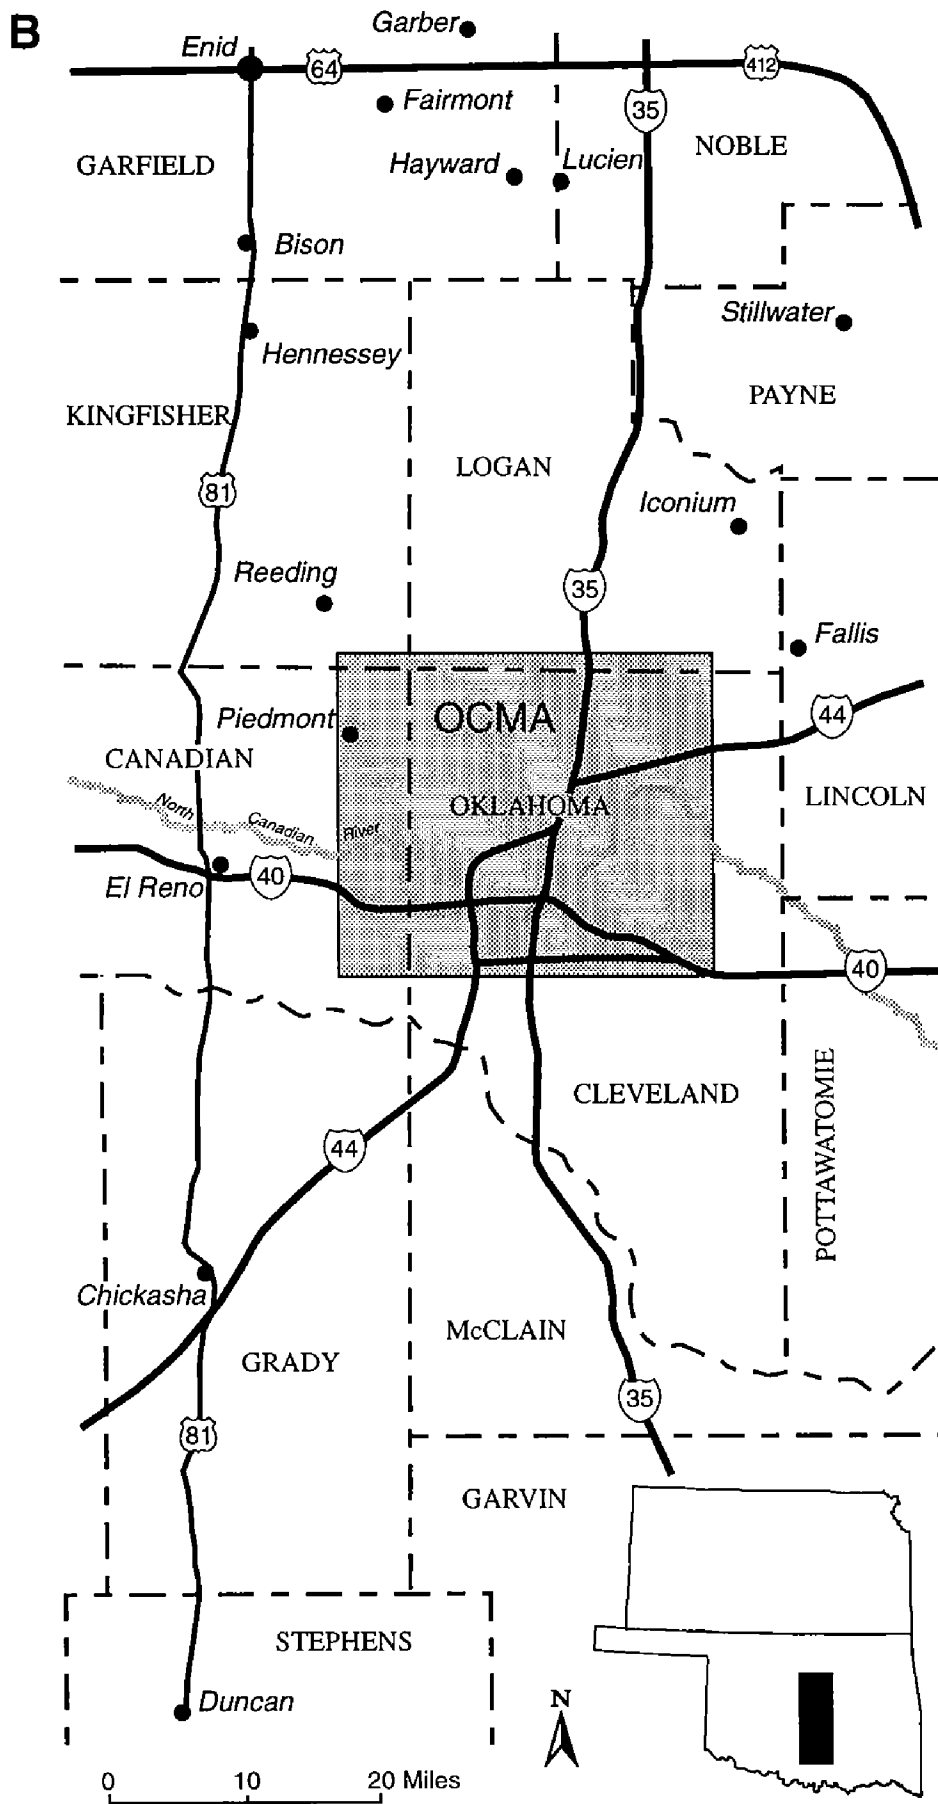 B
Garber
Enid
64
412
Fairmont
35
NOBLE
GARFIELD
Hayward
Lucien
Bison
Stillwater
Hennessey
PAYNE
KINGFISHER
LOGAN
81
Iconium
Reeding
35
Fallis
Piedmont
OCMA
44
CANADIAN
OKLAHOMA
LINCOLN
North Canadian River
El Reno
40
40
CLEVELAND
POTTAWATOMIE
44
Chickasha
McCLAIN
GRADY
35
81
GARVIN
STEPHENS
Duncan
N
0 10 20 Miles